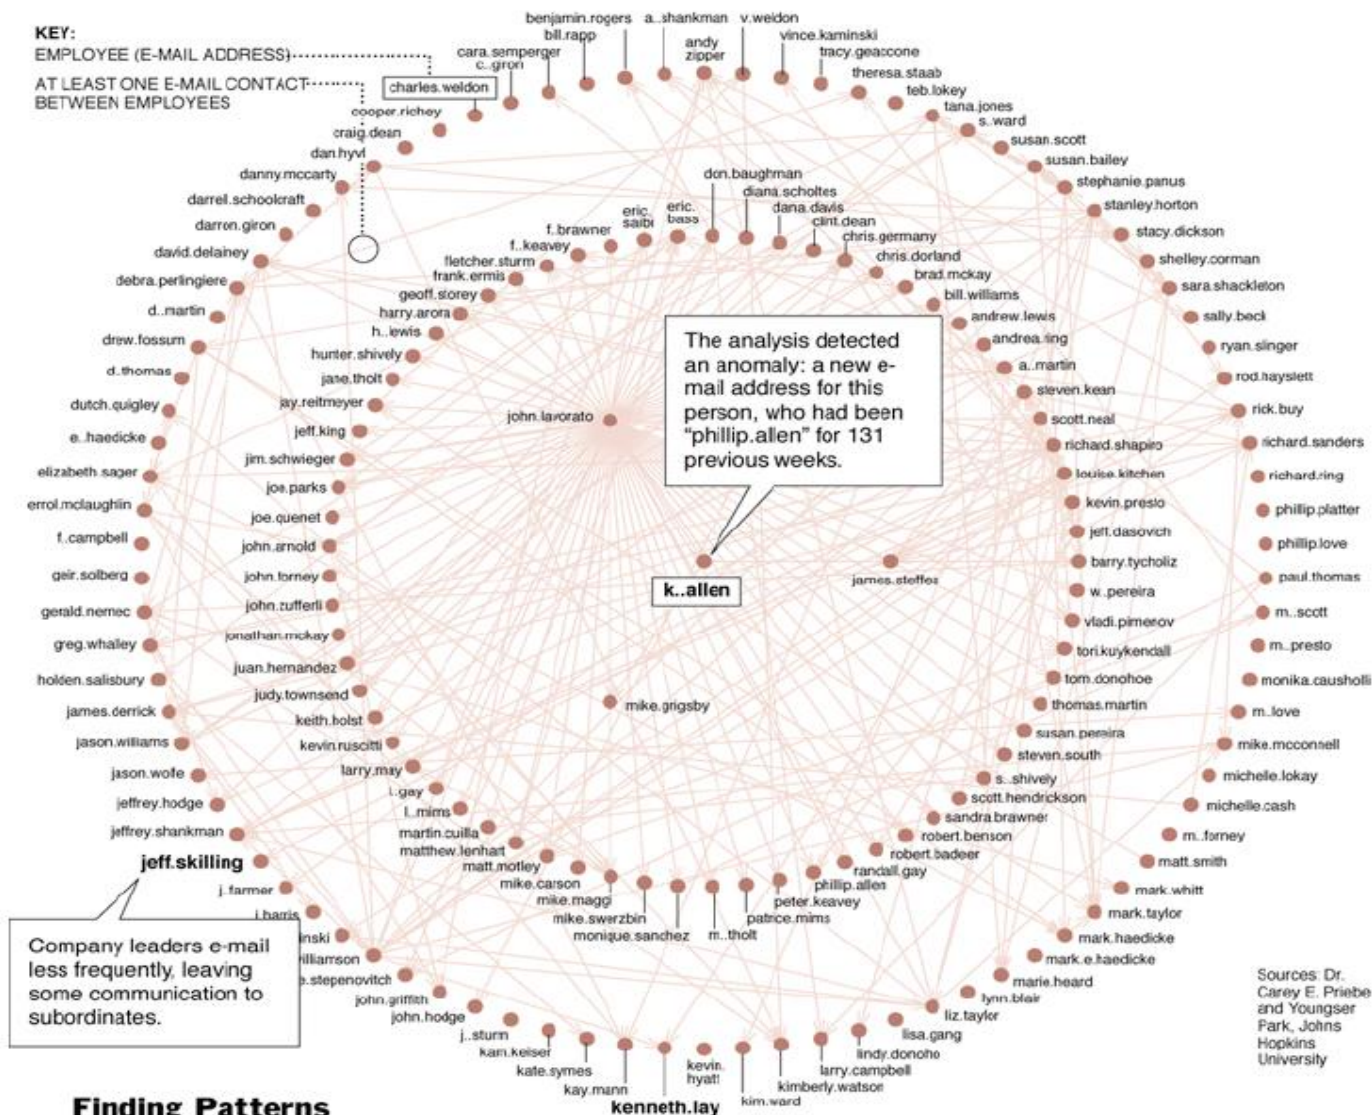 KEY:
EMPLOYEE (E-MAIL ADDRESS)
AT LEAST ONE E-MAIL CONTACT
BETWEEN EMPLOYEES
benjamin.rogers
a..shankman
v.weldon
bill.rapp
andy
zipper
vince.kaminski
cara.semperger
tracy.geaccone
c..giron
theresa.staab
charles.weldon
teb.lokey
cooper.richey
tana.jones
craig.dean
s..ward
dan.hyvl
susan.scott
danny.mccarty
susan.bailey
darrel.schoolcraft
stephanie.panus
darron.giron
stanley.horton
david.delainey
stacy.dickson
debra.perlingiere
shelley.corman
d..martin
sara.shackleton
drew.fossum
sally.beck
d..thomas
ryan.slinger
dutch.quigley
rod.hayslett
e..haedicke
rick.buy
elizabeth.sager
richard.sanders
errol.mclaughlin
richard.ring
f..campbell
phillip.platter
geir.solberg
phillip.love
gerald.nemec
paul.thomas
greg.whalley
m..scott
holden.salisbury
m..presto
james.derrick
monika.causholli
jason.williams
m..love
jason.wolfe
mike.mcconnell
jeffrey.hodge
michelle.lokay
jeffrey.shankman
michelle.cash
jeff.skilling
m..forney
j..farmer
matt.smith
j.harris
mark.whitt
inski
mark.taylor
illiamson
mark.haedicke
e.stepenovitch
mark.e.haedicke
john.griffith
marie.heard
john.hodge
lynn.blair
j..sturm
liz.taylor
kam.keiser
lisa.gang
kate.symes
lindy.donoho
kay.mann
larry.campbell
kenneth.lay
kimberly.watson
kevin.
hyatt
kim.ward
don.baughman
diana.scholtes
dana.davis
clint.dean
chris.germany
chris.dorland
brad.mckay
bill.williams
andrew.lewis
andrea.ring
a..martin
steven.kean
scott.neal
richard.shapiro
louise.kitchen
kevin.presto
jeff.dasovich
barry.tycholiz
w..pereira
vladi.pimenov
tori.kuykendall
tom.donohoe
thomas.martin
susan.pereira
steven.south
s..shively
scott.hendrickson
sandra.brawner
robert.benson
robert.badeer
randall.gay
phillip.allen
peter.keavey
patrice.mims
m..tholt
monique.sanchez
mike.swerzbin
mike.maggi
mike.carson
matt.motley
matthew.lenhart
martin.cuilla
l..mims
l..gay
larry.may
kevin.ruscitti
keith.holst
judy.townsend
juan.hernandez
jonathan.mckay
john.zufferli
john.forney
john.arnold
joe.quenet
joe.parks
jim.schwieger
jeff.king
jay.reitmeyer
jane.tholt
hunter.shively
h..lewis
harry.arora
geoff.storey
frank.ermis
fletcher.sturm
f..keavey
f..brawner
eric.
saibi
eric.
bass
john.lavorato
The analysis detected
an anomaly: a new e-
mail address for this
person, who had been
“phillip.allen” for 131
previous weeks.
k..allen
james.steffes
mike.grigsby
Company leaders e-mail
less frequently, leaving
some communication to
subordinates.
Sources: Dr.
Carey E. Priebe
and Youngser
Park, Johns
Hopkins
University
Finding Patterns